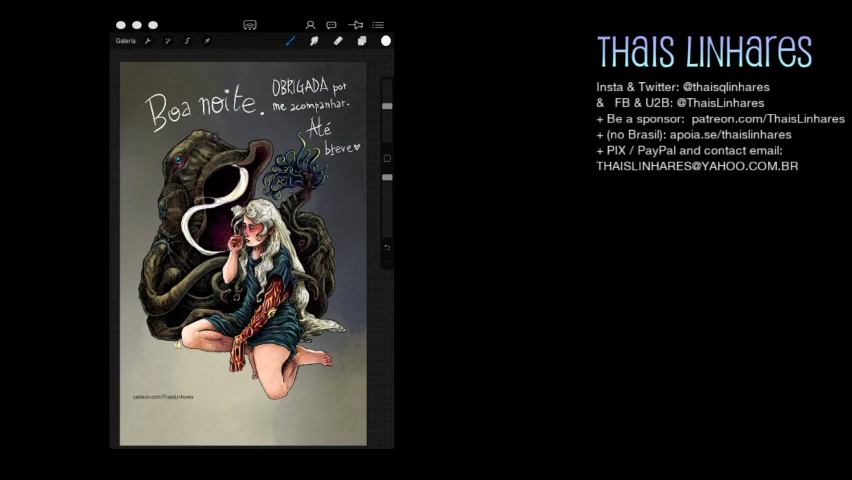 Galeria
Boa noite.
OBRIGADA por
me acompanhar.
Até
breve
patreon.com/ThaisLinhares
THAIS LINHARES
Insta & Twitter: @thaisqlinhares
& FB & U2B: @ThaisLinhares
+ Be a sponsor: patreon.com/ThaisLinhares
+ (no Brasil): apoia.se/thaislinhares
+ PIX / PayPal and contact email:
THAISLINHARES@YAHOO.COM.BR